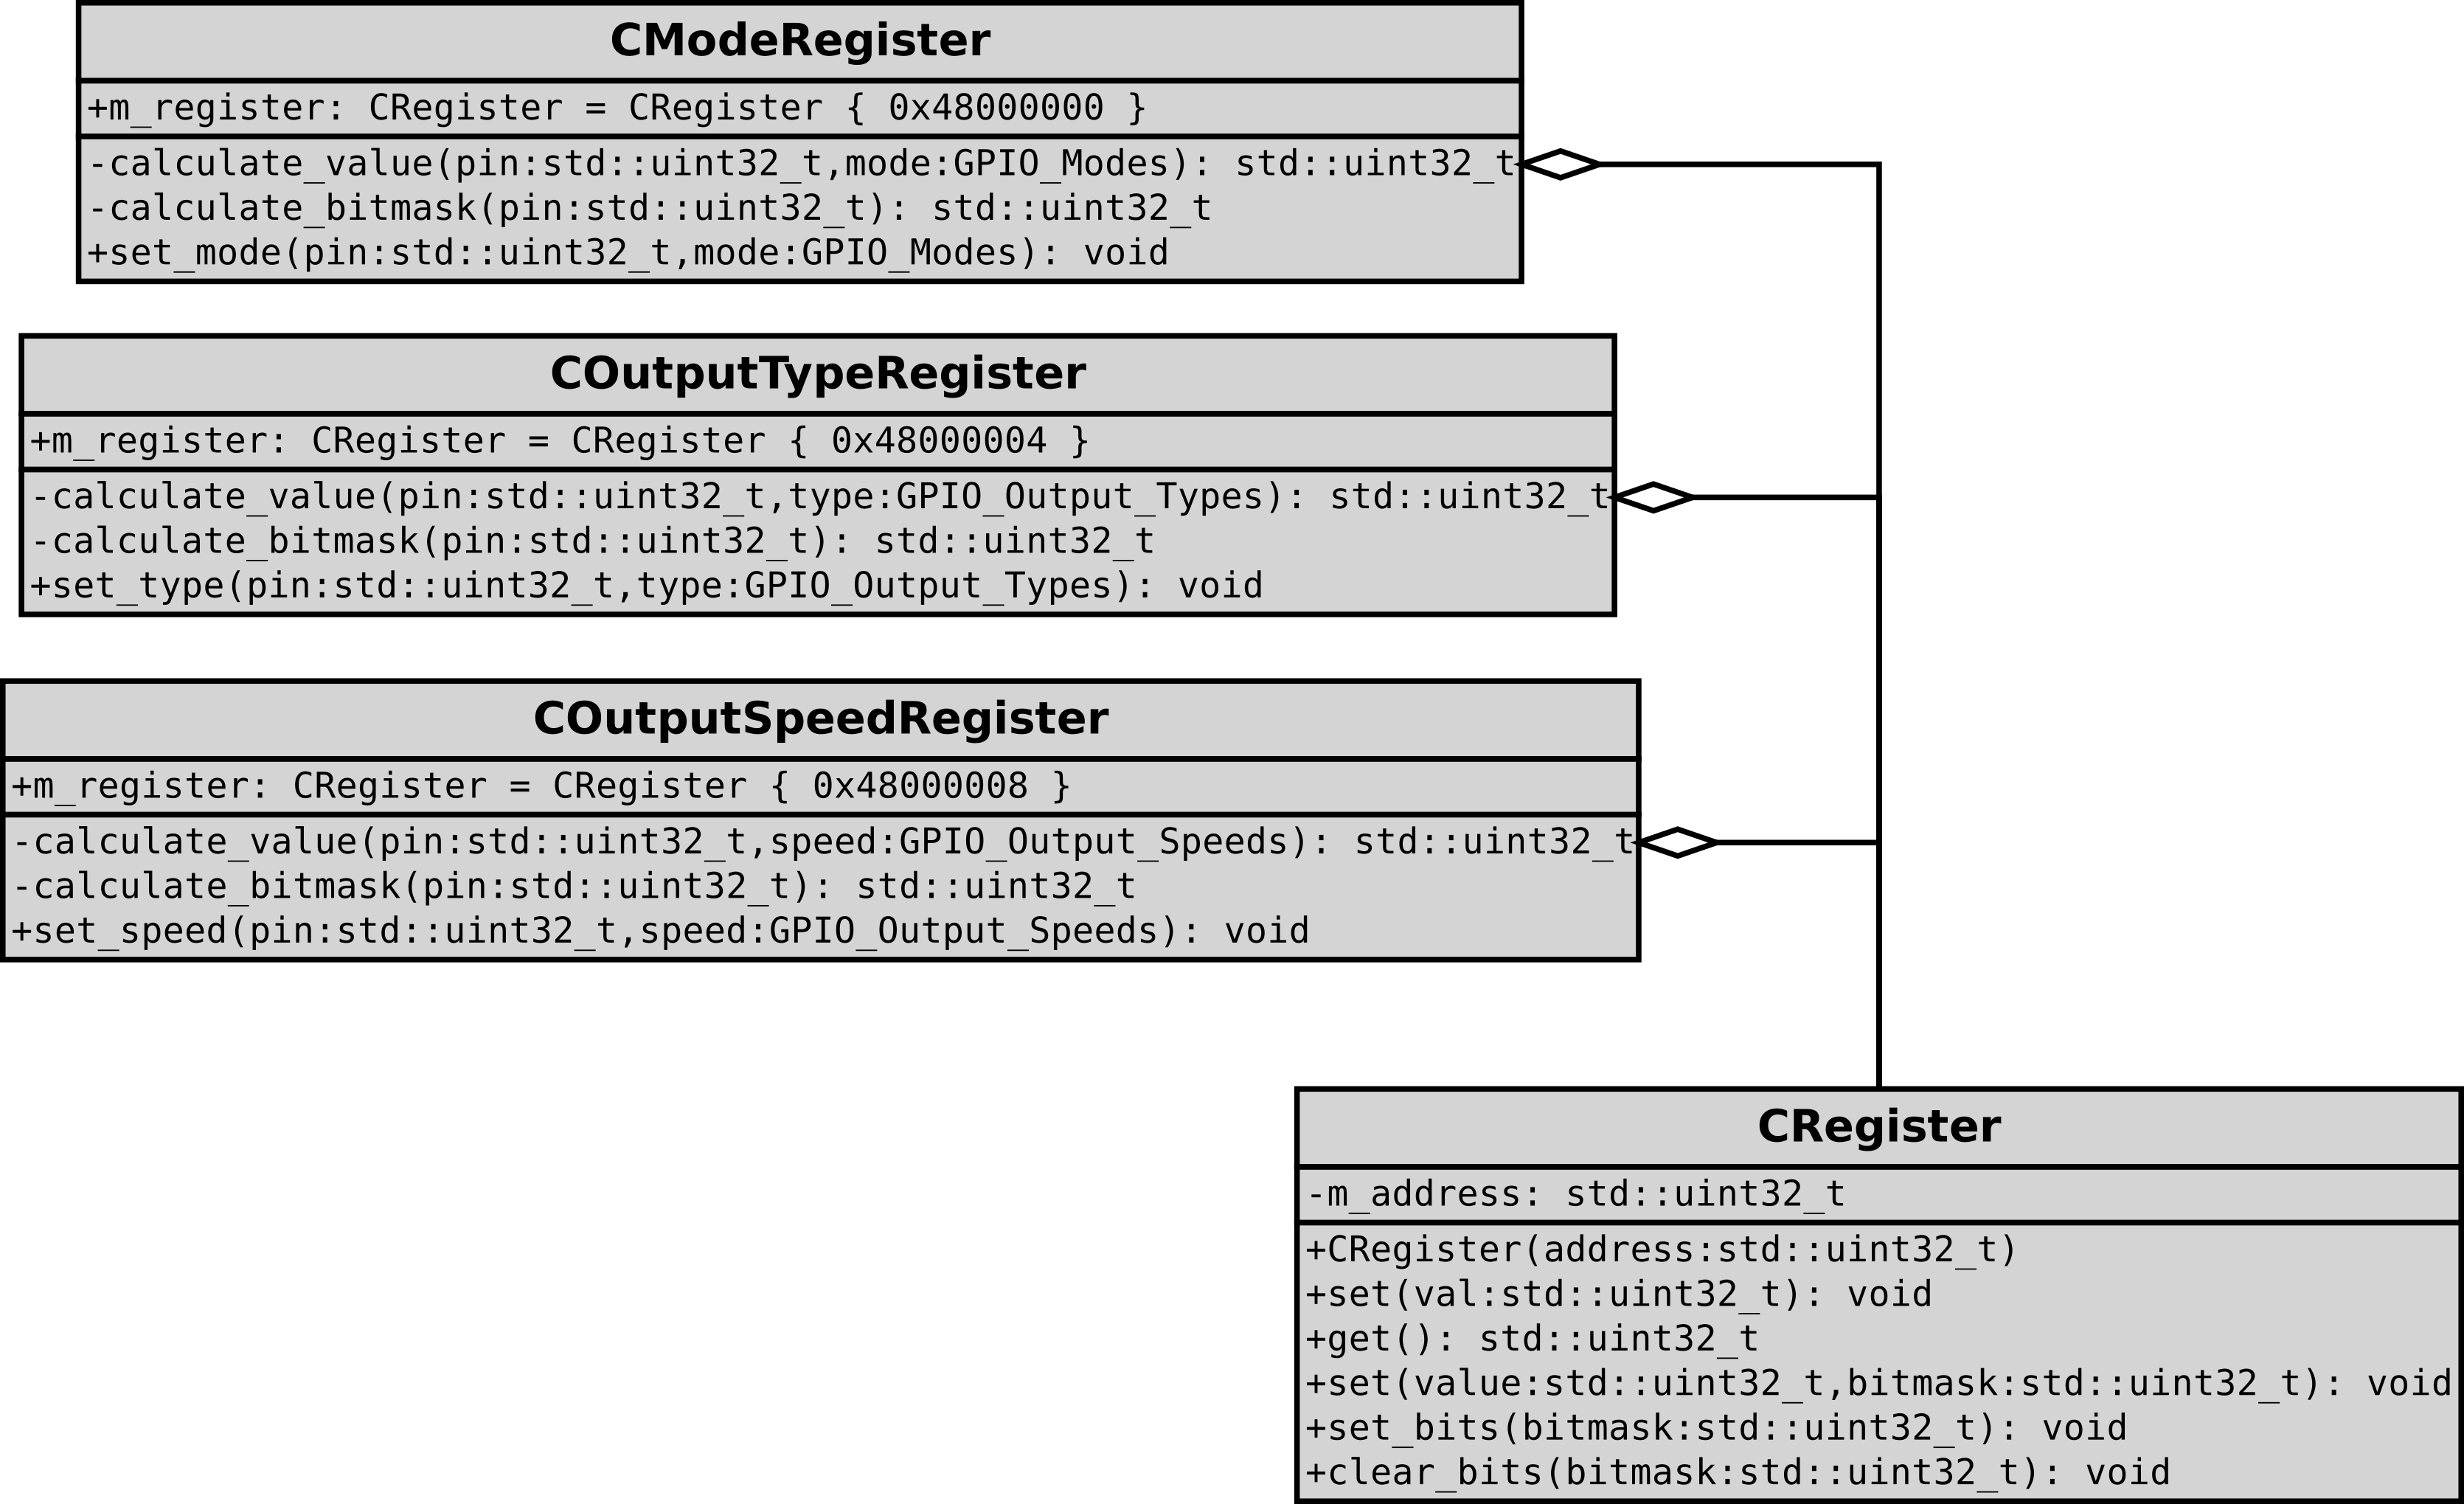 CModeRegister
+m_register: CRegister = CRegister { 0x48000000 }
-calculate_value(pin:std::uint32_t,mode:GPIO_Modes): std::uint32_t
-calculate_bitmask(pin:std::uint32_t): std::uint32_t
+set_mode(pin:std::uint32_t,mode:GPIO_Modes): void
COutputTypeRegister
+m_register: CRegister = CRegister { 0x48000004 }
-calculate_value(pin:std::uint32_t,type:GPIO_Output_Types): std::uint32_t
-calculate_bitmask(pin:std::uint32_t): std::uint32_t
+set_type(pin:std::uint32_t,type:GPIO_Output_Types): void
COutputSpeedRegister
+m_register: CRegister = CRegister { 0x48000008 }
-calculate_value(pin:std::uint32_t,speed:GPIO_Output_Speeds): std::uint32_t
-calculate_bitmask(pin:std::uint32_t): std::uint32_t
+set_speed(pin:std::uint32_t,speed:GPIO_Output_Speeds): void
CRegister
-m_address: std::uint32_t
+CRegister(address:std::uint32_t)
+set(val:std::uint32_t): void
+get(): std::uint32_t
+set(value:std::uint32_t,bitmask:std::uint32_t): void
+set_bits(bitmask:std::uint32_t): void
+clear_bits(bitmask:std::uint32_t): void